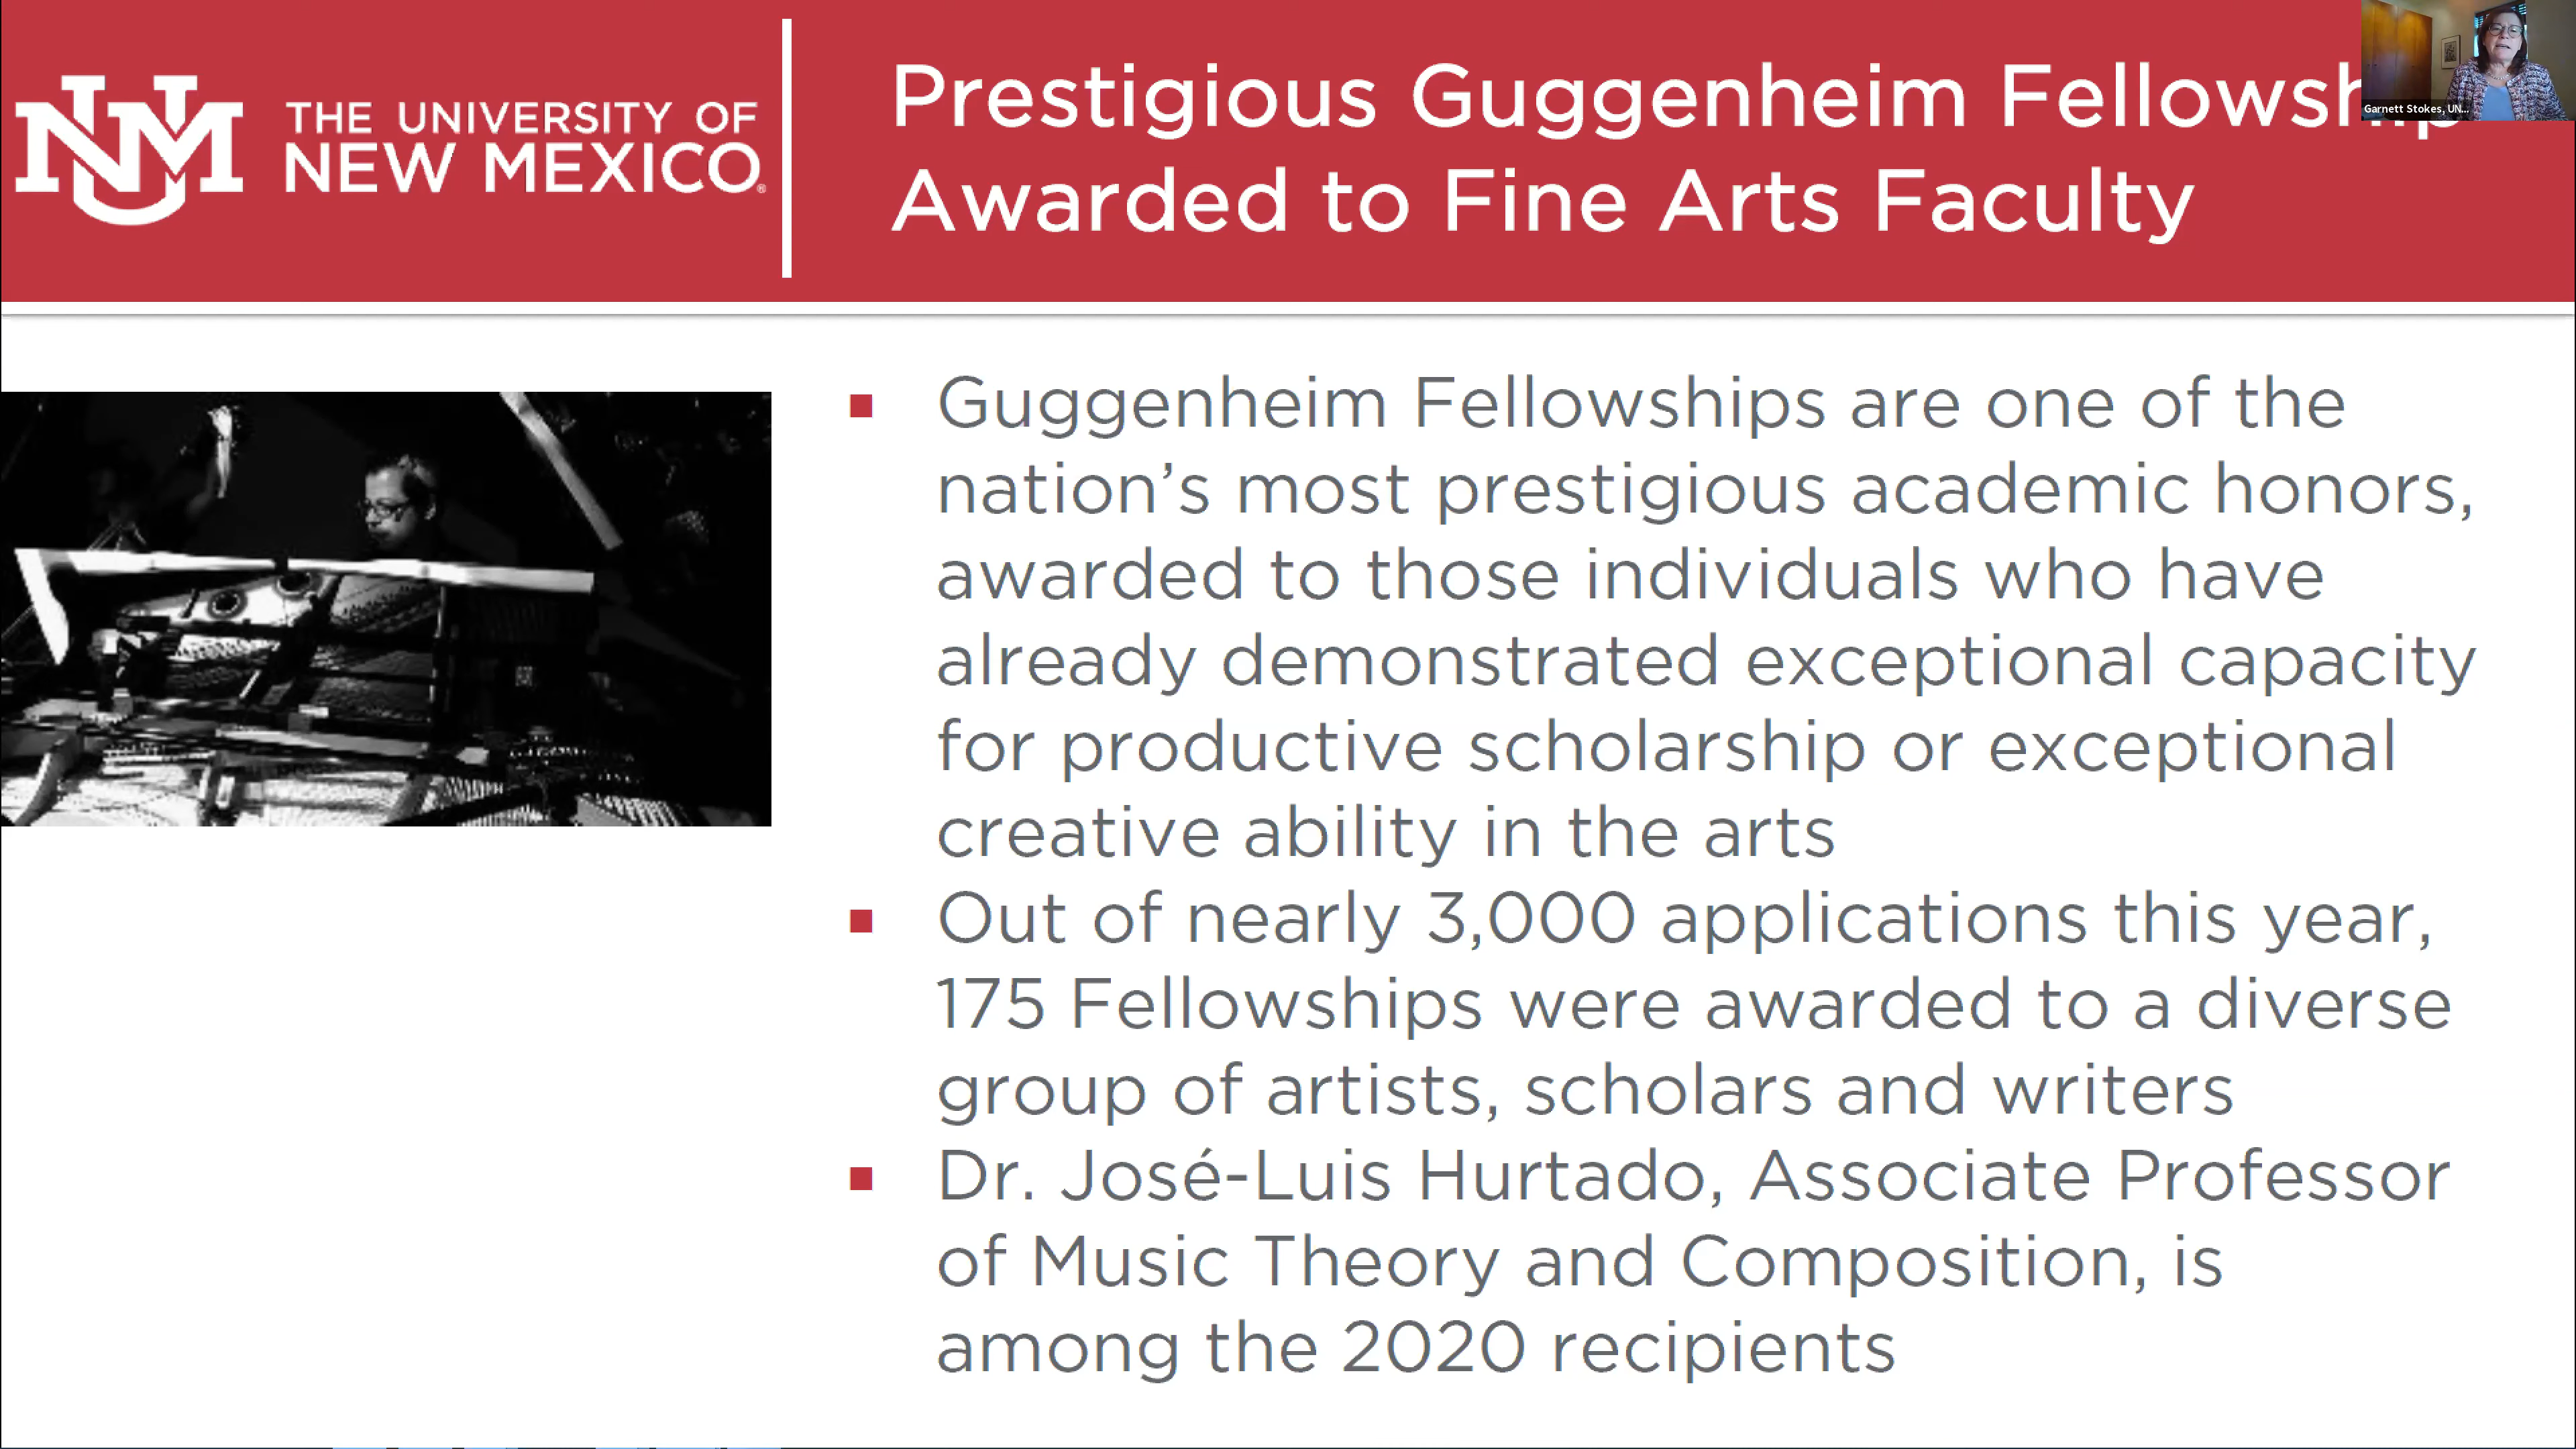 UNM
THE UNIVERSITY OF
NEW MEXICO®
Prestigious Guggenheim Fellowship
Awarded to Fine Arts Faculty
Garnett Stokes, UN...
▪ Guggenheim Fellowships are one of the
nation’s most prestigious academic honors,
awarded to those individuals who have
already demonstrated exceptional capacity
for productive scholarship or exceptional
creative ability in the arts
▪ Out of nearly 3,000 applications this year,
175 Fellowships were awarded to a diverse
group of artists, scholars and writers
▪ Dr. José-Luis Hurtado, Associate Professor
of Music Theory and Composition, is
among the 2020 recipients